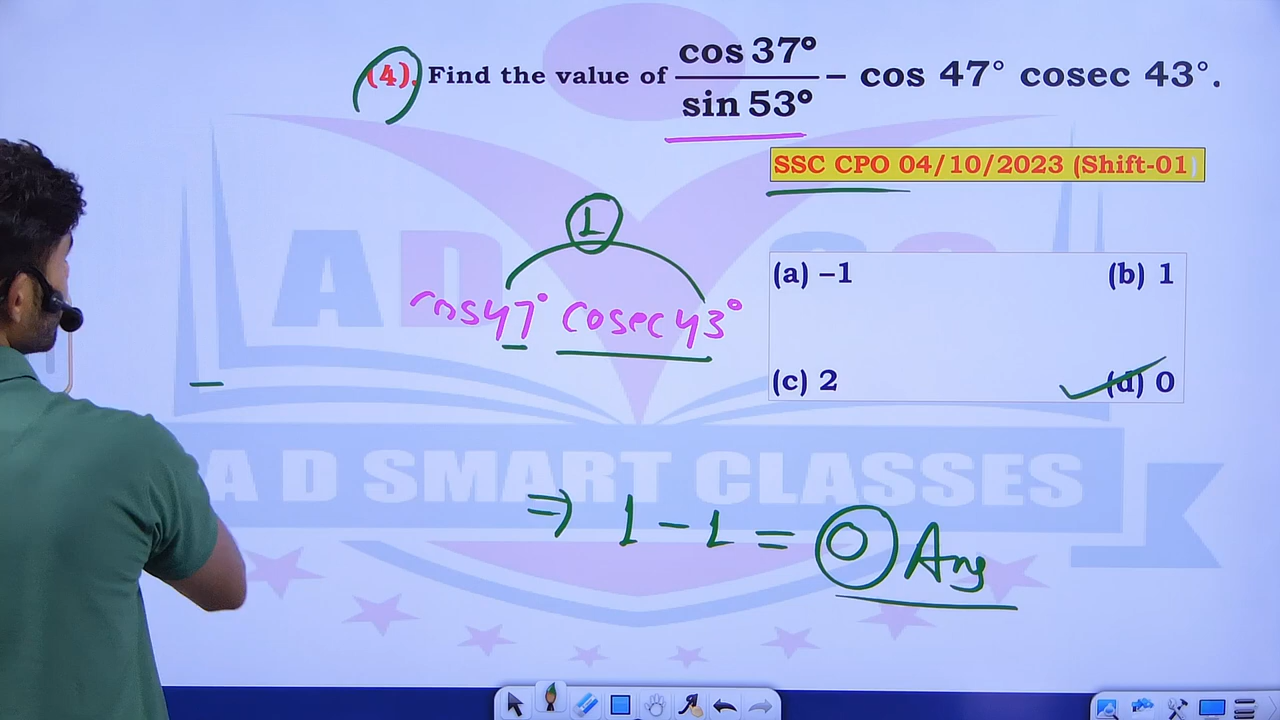 (4). Find the value of cos 37° / sin 53° − cos 47° cosec 43°.
SSC CPO 04/10/2023 (Shift-01)
1
cos47° cosec43°
(a) −1 (b) 1
(c) 2 (d) 0
A D SMART CLASSES
⇒ 1 − 1 = 0 Ans